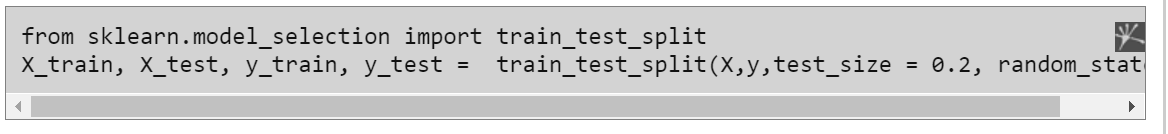 from sklearn.model_selection import train_test_split
X_train, X_test, y_train, y_test =  train_test_split(X,y,test_size = 0.2, random_stat